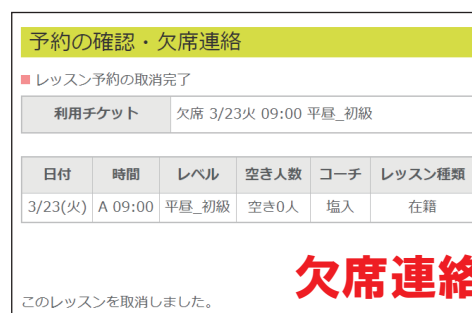 予約の確認・欠席連絡
レッスン予約の取消完了
利用チケット 欠席 3/23火 09:00 平昼_初級
日付 時間 レベル 空き人数 コーチ レッスン種類
3/23(火) A 09:00 平昼_初級 空き0人 塩入 在籍
欠席連絡
このレッスンを取消しました。